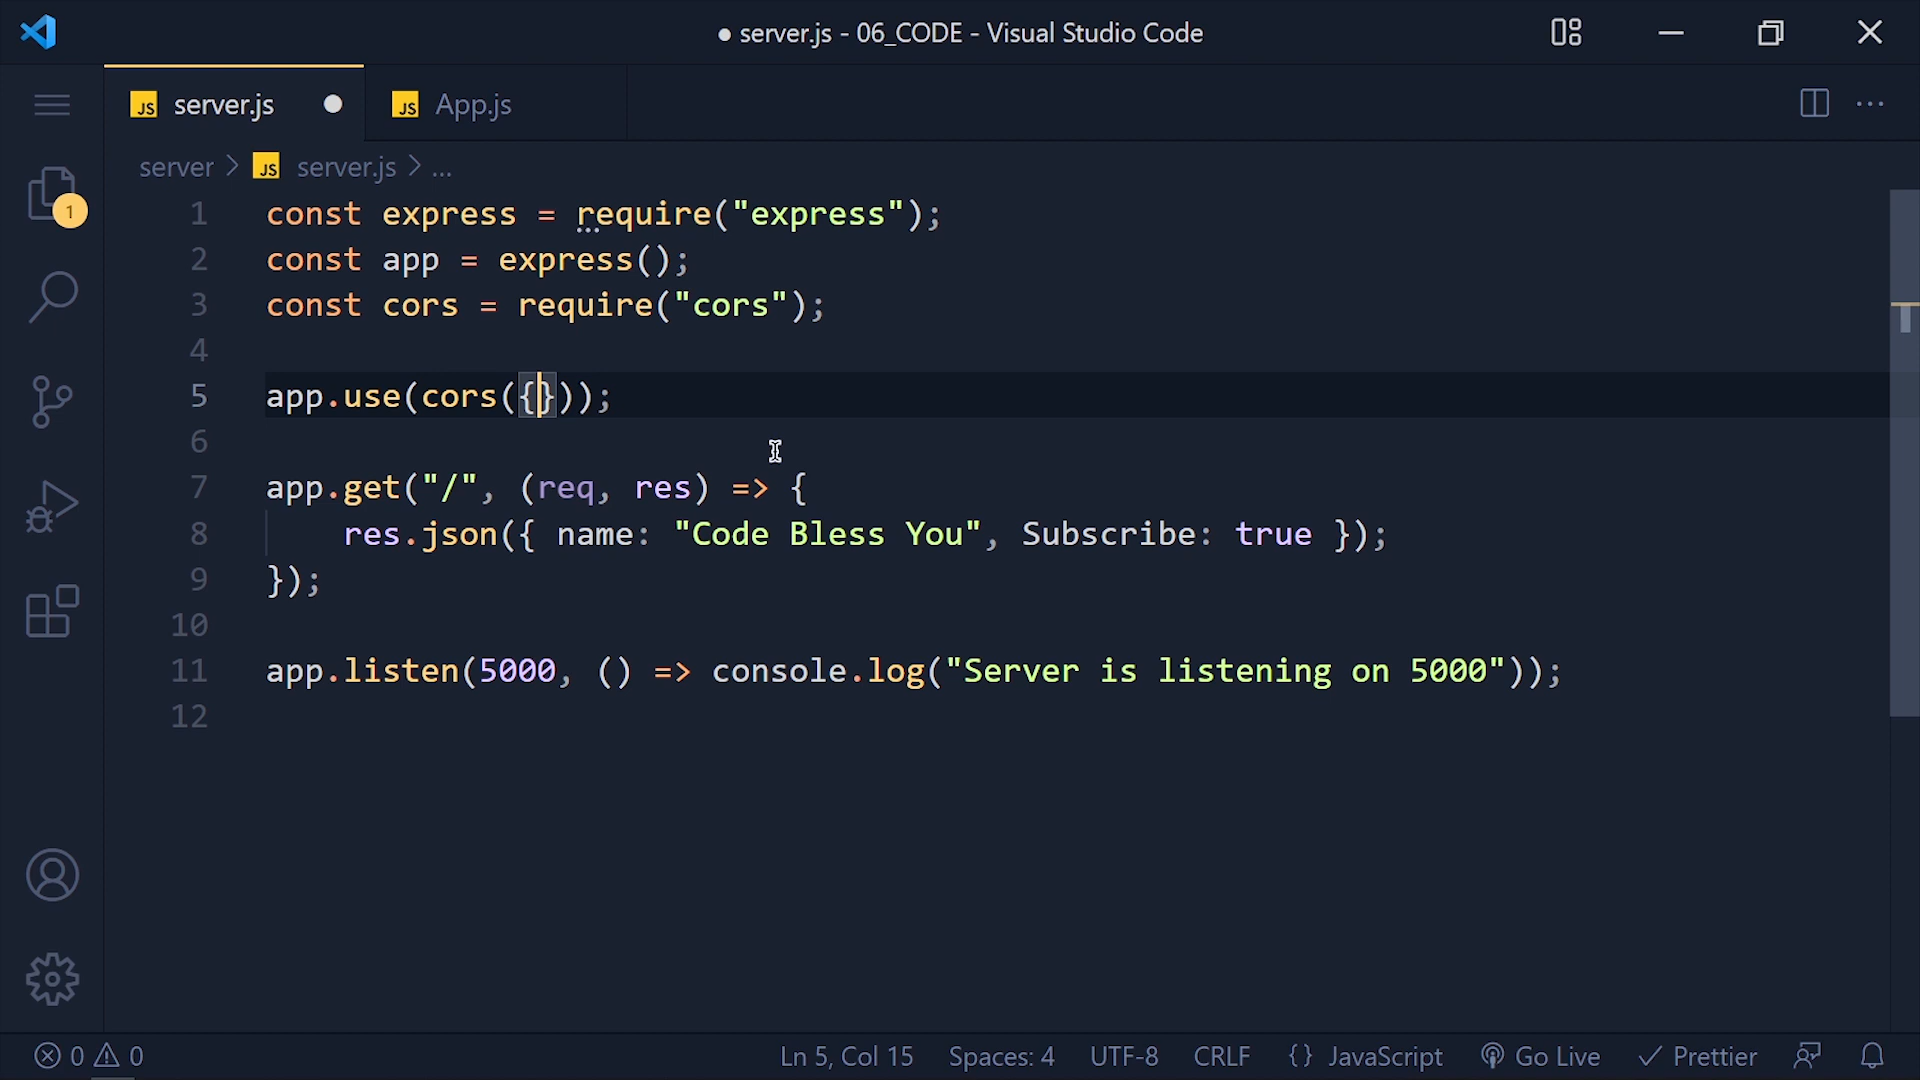 ● server.js - 06_CODE - Visual Studio Code
JS server.js ● JS App.js ...
server > JS server.js > ...
1
1 const express = require("express");
2 const app = express();
3 const cors = require("cors");
4
5 app.use(cors({}));
6
7 app.get("/", (req, res) => {
8 res.json({ name: "Code Bless You", Subscribe: true });
9 });
10
11 app.listen(5000, () => console.log("Server is listening on 5000"));
12
0 0 Ln 5, Col 15 Spaces: 4 UTF-8 CRLF {} JavaScript Go Live ✓ Prettier